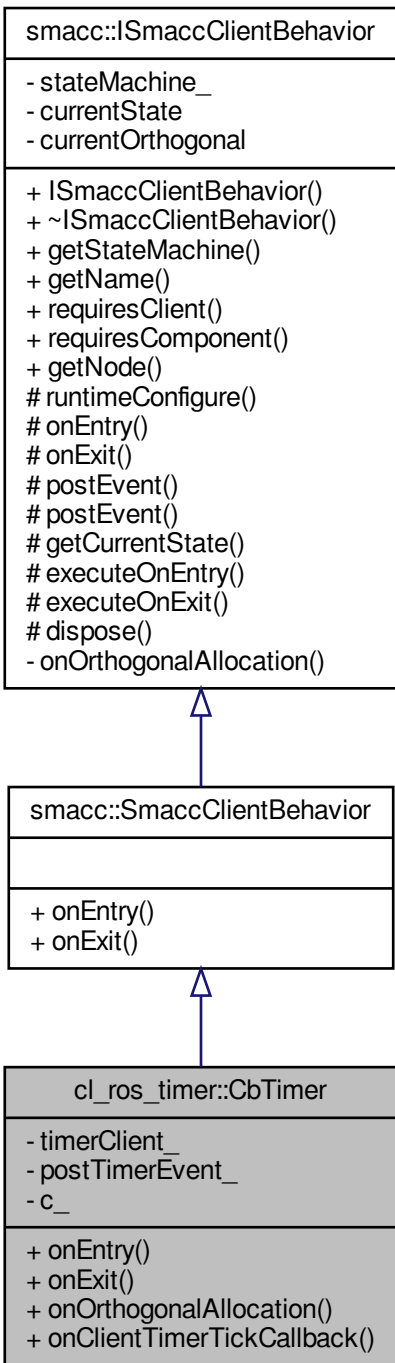 smacc::ISmaccClientBehavior
- stateMachine_
- currentState
- currentOrthogonal
+ ISmaccClientBehavior()
+ ~ISmaccClientBehavior()
+ getStateMachine()
+ getName()
+ requiresClient()
+ requiresComponent()
+ getNode()
# runtimeConfigure()
# onEntry()
# onExit()
# postEvent()
# postEvent()
# getCurrentState()
# executeOnEntry()
# executeOnExit()
# dispose()
- onOrthogonalAllocation()
smacc::SmaccClientBehavior
+ onEntry()
+ onExit()
cl_ros_timer::CbTimer
- timerClient_
- postTimerEvent_
- c_
+ onEntry()
+ onExit()
+ onOrthogonalAllocation()
+ onClientTimerTickCallback()